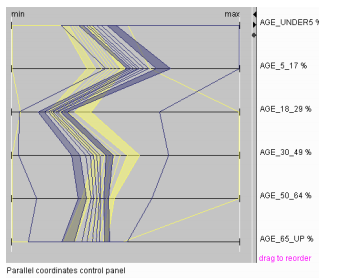 min max
AGE_UNDER5 %
AGE_5_17 %
AGE_18_29 %
AGE_30_49 %
AGE_50_64 %
AGE_65_UP %
drag to reorder
Parallel coordinates control panel